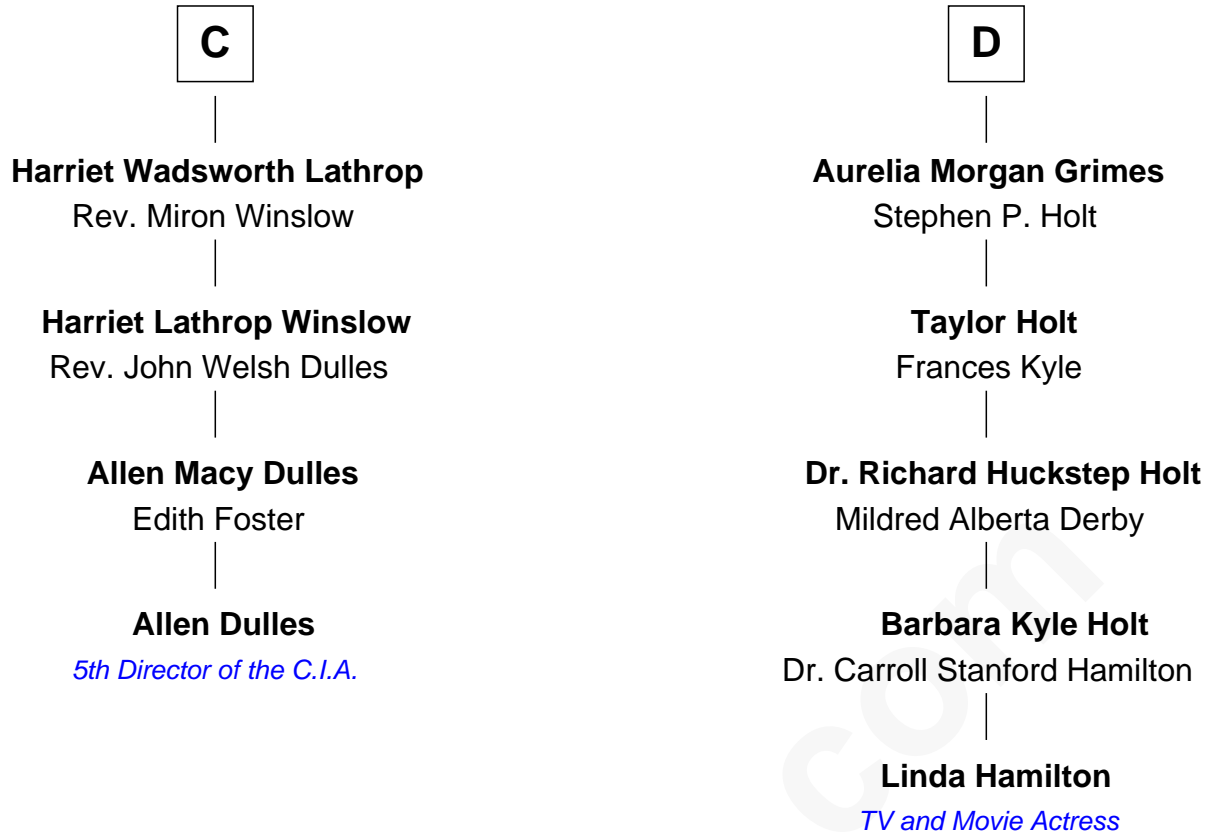 C
Harriet Wadsworth Lathrop
Rev. Miron Winslow
Harriet Lathrop Winslow
Rev. John Welsh Dulles
Allen Macy Dulles
Edith Foster
Allen Dulles
5th Director of the C.I.A.
D
Aurelia Morgan Grimes
Stephen P. Holt
Taylor Holt
Frances Kyle
Dr. Richard Huckstep Holt
Mildred Alberta Derby
Barbara Kyle Holt
Dr. Carroll Stanford Hamilton
Linda Hamilton
TV and Movie Actress
com